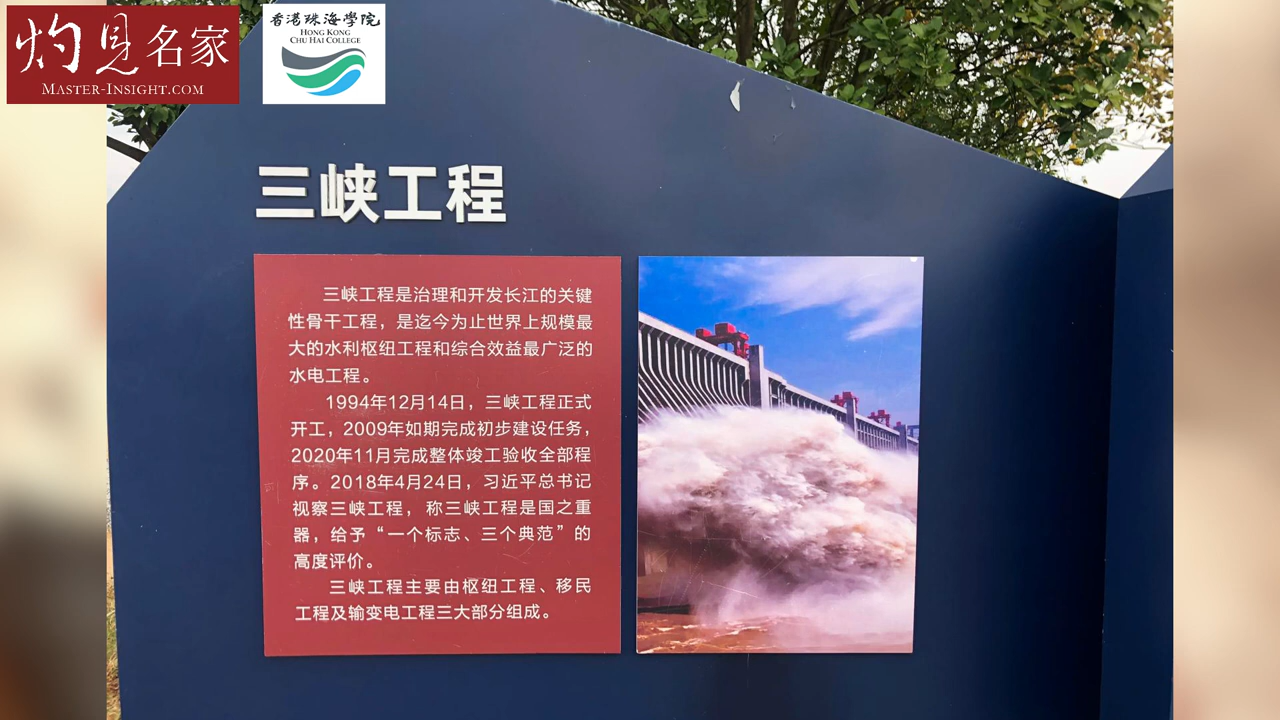 灼見名家
MASTER-INSIGHT.COM
香港珠海學院
HONG KONG
CHU HAI COLLEGE
三峡工程
三峡工程是治理和开发长江的关键
性骨干工程，是迄今为止世界上规模最
大的水利枢纽工程和综合效益最广泛的
水电工程。
1994年12月14日，三峡工程正式
开工，2009年如期完成初步建设任务，
2020年11月完成整体竣工验收全部程
序。2018年4月24日，习近平总书记
视察三峡工程，称三峡工程是国之重
器，给予“一个标志、三个典范”的
高度评价。
三峡工程主要由枢纽工程、移民
工程及输变电工程三大部分组成。